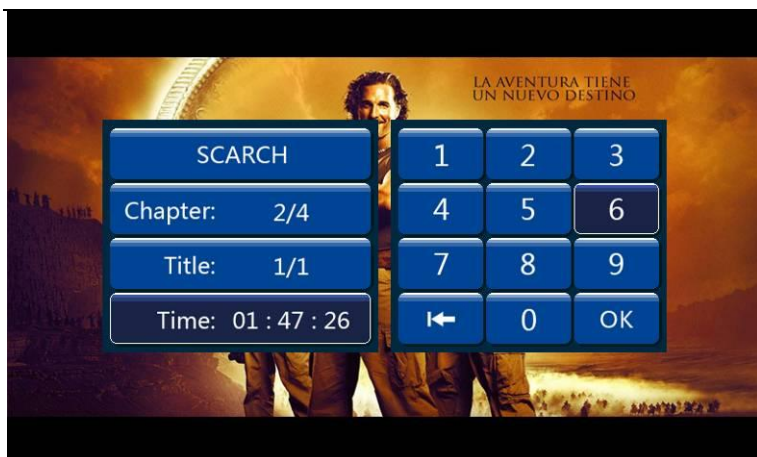 LA AVENTURA TIENE
UN NUEVO DESTINO
SCARCH
Chapter: 2/4
Title: 1/1
Time: 01 : 47 : 26
1 2 3
4 5 6
7 8 9
0 OK